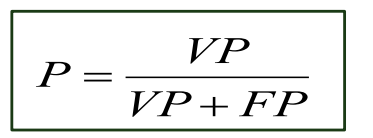 P = VP / (VP + FP)